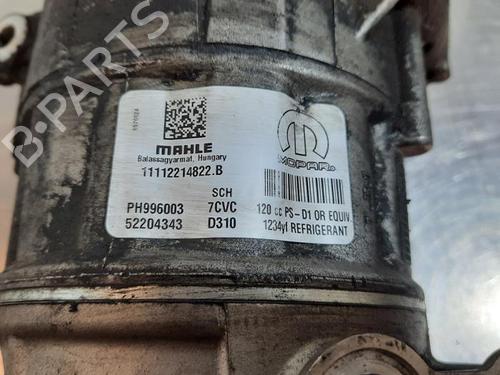 MAHLE
Balassagyarmat, Hungary
11112214822.B
SCH
PH996003 7CVC
52204343 D310
MOPAR
120 cc PS-D1 OR EQUIV
1234yf REFRIGERANT
B-PARTS